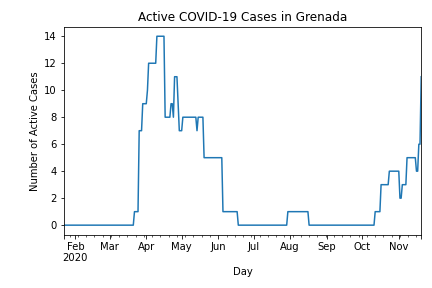 Active COVID-19 Cases in Grenada
Number of Active Cases
14
12
10
8
6
4
2
0
Feb Mar Apr May Jun Jul Aug Sep Oct Nov
2020
Day